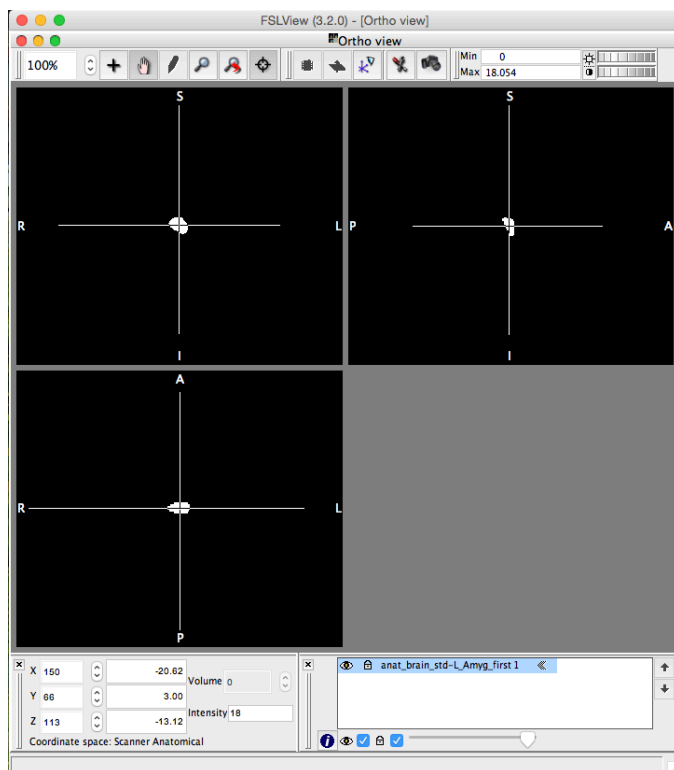 FSLView (3.2.0) - [Ortho view]
Ortho view
100%
Min 0
Max 18.054
S
S
R
L
P
A
I
I
A
R
L
P
X 150 -20.62
Volume 0
Y 66 3.00
Intensity 18
Z 113 -13.12
Coordinate space: Scanner Anatomical
anat_brain_std-L_Amyg_first 1